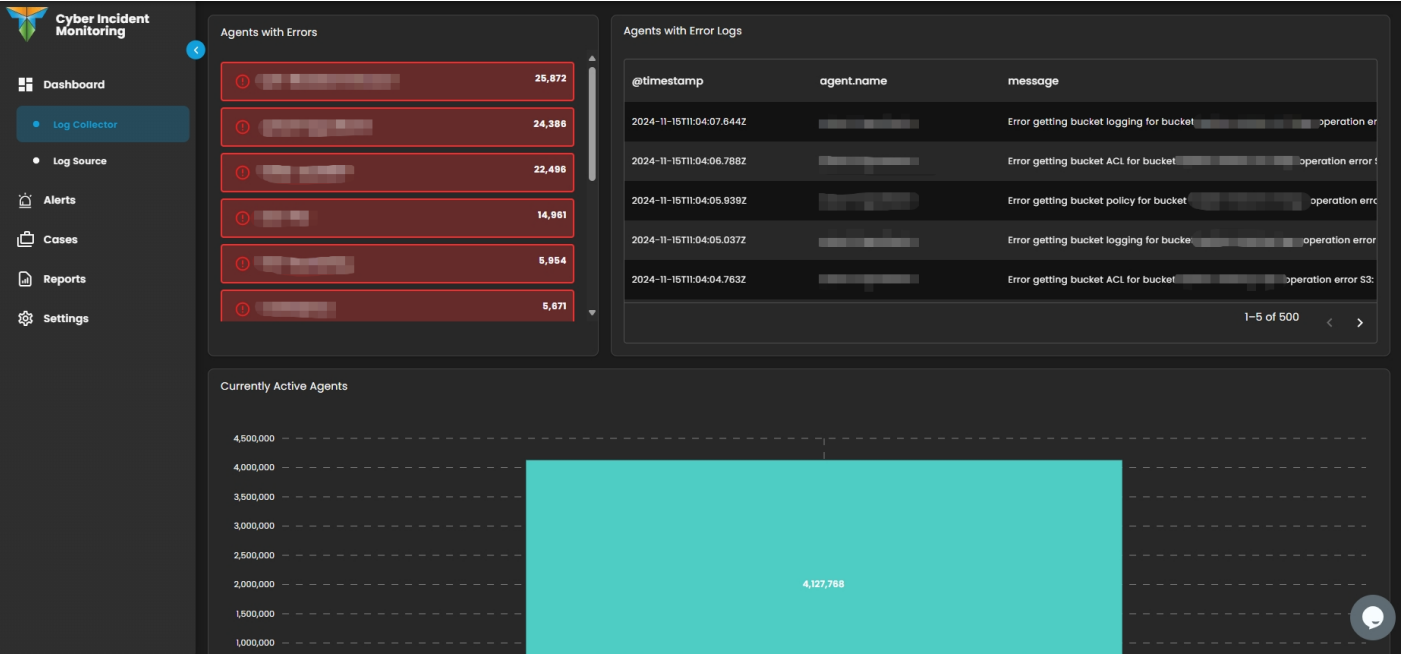 Cyber Incident
Monitoring
Dashboard
Log Collector
Log Source
Alerts
Cases
Reports
Settings
Agents with Errors
25,872
24,386
22,496
14,961
5,954
5,671
Agents with Error Logs
@timestamp agent.name message
2024-11-15T11:04:07.644Z Error getting bucket logging for bucket operation er
2024-11-15T11:04:06.788Z Error getting bucket ACL for bucket operation error S
2024-11-15T11:04:05.939Z Error getting bucket policy for bucket operation erro
2024-11-15T11:04:05.037Z Error getting bucket logging for bucke operation error
2024-11-15T11:04:04.763Z Error getting bucket ACL for bucket operation error S3:
1–5 of 500
Currently Active Agents
4,500,000
4,000,000
3,500,000
3,000,000
2,500,000
2,000,000
1,500,000
1,000,000
4,127,768